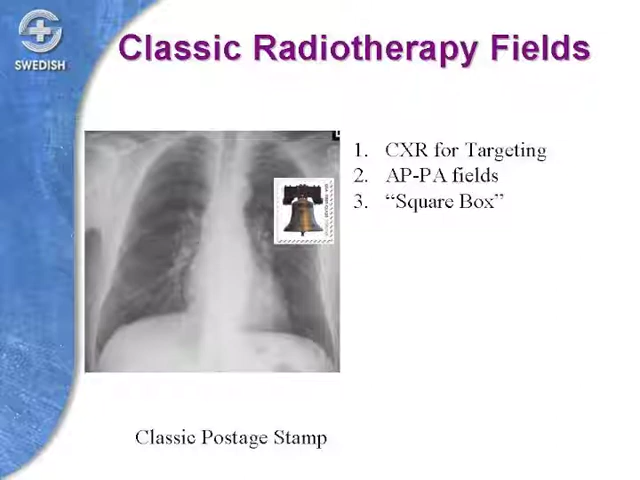 SWEDISH
Classic Radiotherapy Fields
1. CXR for Targeting
2. AP-PA fields
3. “Square Box”
Classic Postage Stamp